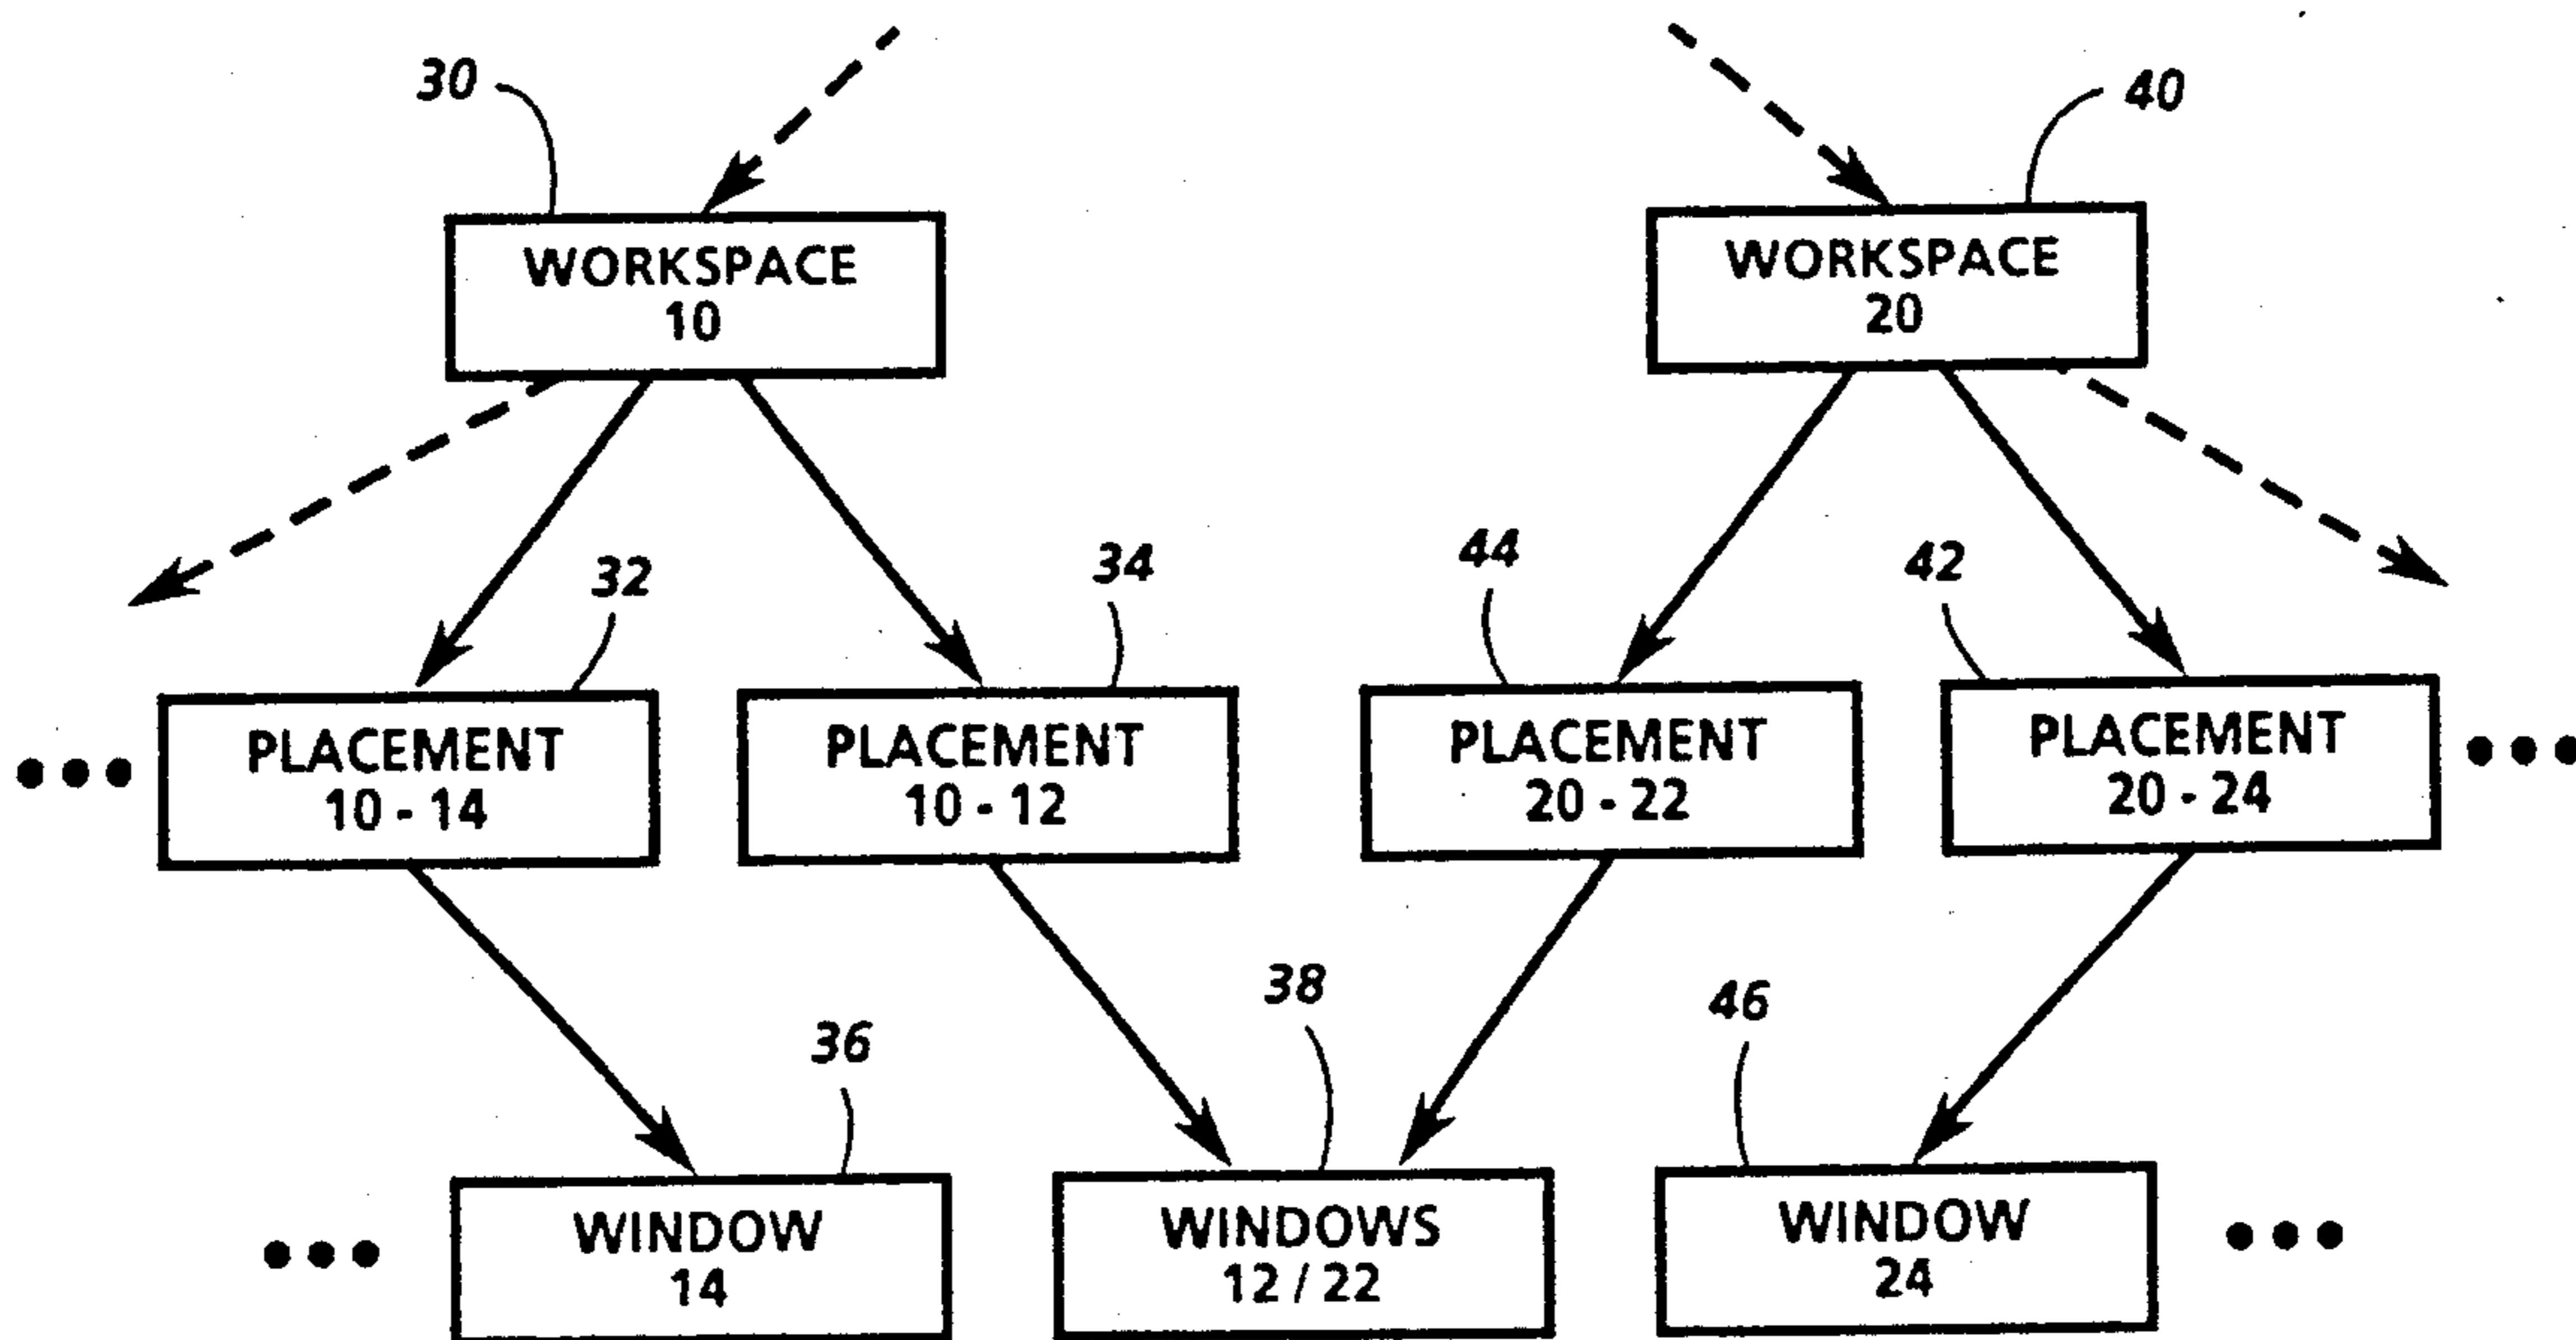 30
40
WORKSPACE
10
WORKSPACE
20
32
34
44
42
PLACEMENT
10 - 14
PLACEMENT
10 - 12
PLACEMENT
20 - 22
PLACEMENT
20 - 24
36
38
46
WINDOW
14
WINDOWS
12 / 22
WINDOW
24